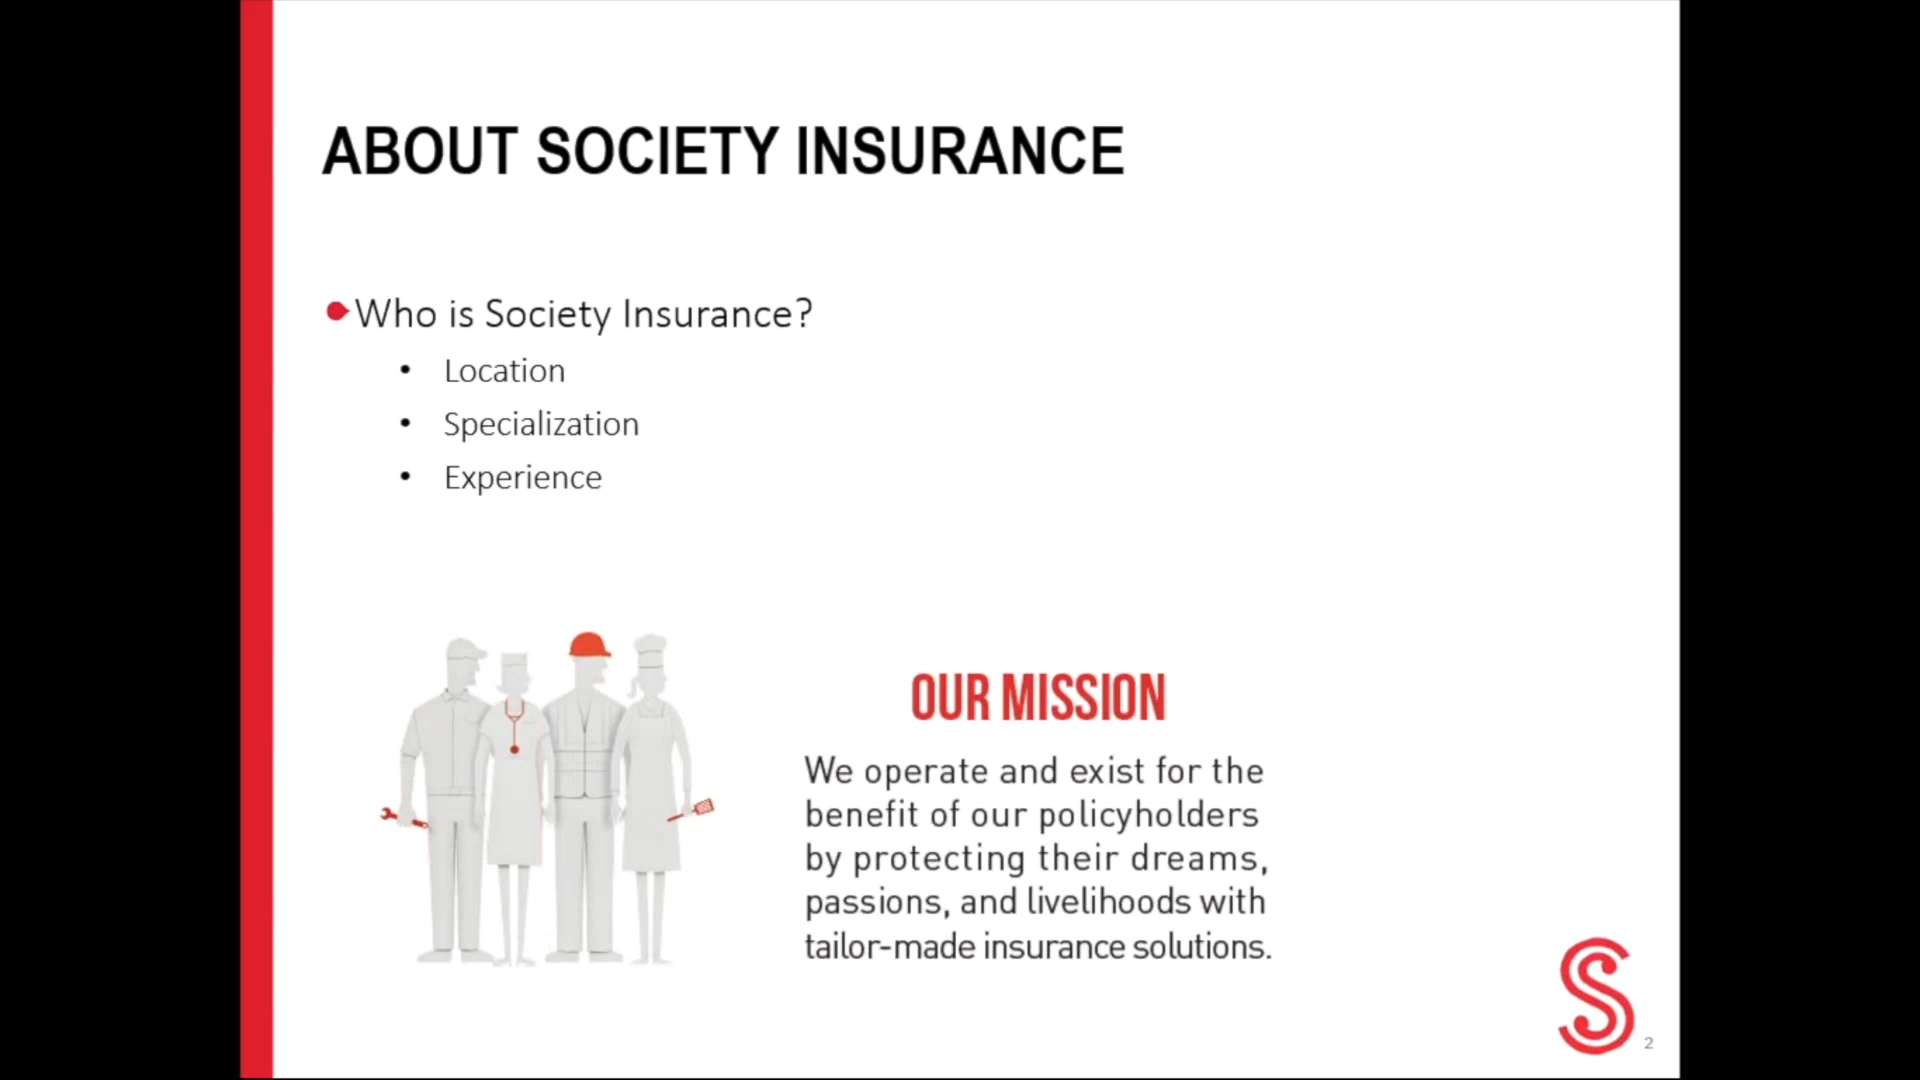 ABOUT SOCIETY INSURANCE
Who is Society Insurance?
• Location
• Specialization
• Experience
OUR MISSION
We operate and exist for the
benefit of our policyholders
by protecting their dreams,
passions, and livelihoods with
tailor-made insurance solutions.
S
2